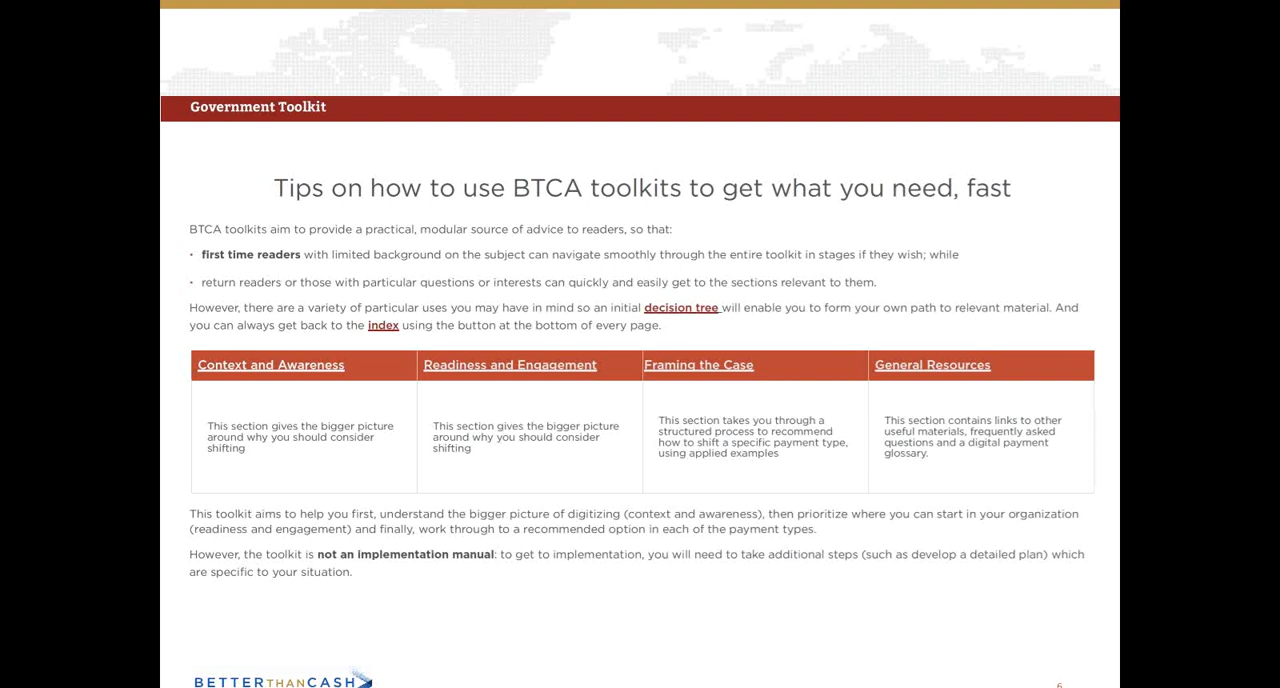 Government Toolkit
Tips on how to use BTCA toolkits to get what you need, fast
BTCA toolkits aim to provide a practical, modular source of advice to readers, so that:
• first time readers with limited background on the subject can navigate smoothly through the entire toolkit in stages if they wish; while
• return readers or those with particular questions or interests can quickly and easily get to the sections relevant to them.
However, there are a variety of particular uses you may have in mind so an initial decision tree will enable you to form your own path to relevant material. And
you can always get back to the index using the button at the bottom of every page.
Context and Awareness
Readiness and Engagement
Framing the Case
General Resources
This section gives the bigger picture
around why you should consider
shifting
This section gives the bigger picture
around why you should consider
shifting
This section takes you through a
structured process to recommend
how to shift a specific payment type,
using applied examples
This section contains links to other
useful materials, frequently asked
questions and a digital payment
glossary.
This toolkit aims to help you first, understand the bigger picture of digitizing (context and awareness), then prioritize where you can start in your organization
(readiness and engagement) and finally, work through to a recommended option in each of the payment types.
However, the toolkit is not an implementation manual: to get to implementation, you will need to take additional steps (such as develop a detailed plan) which
are specific to your situation.
BETTERTHANCASH
6